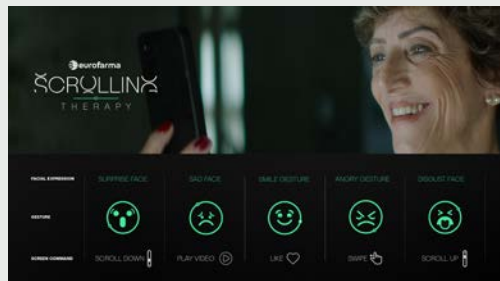 eurofarma
SCROLLING
THERAPY
FACIAL EXPRESSION
SURPRISE FACE
SAD FACE
SMILE GESTURE
ANGRY GESTURE
DISGUST FACE
GESTURE
SCREEN COMMAND
SCROLL DOWN
PLAY VIDEO
LIKE
SWIPE
SCROLL UP